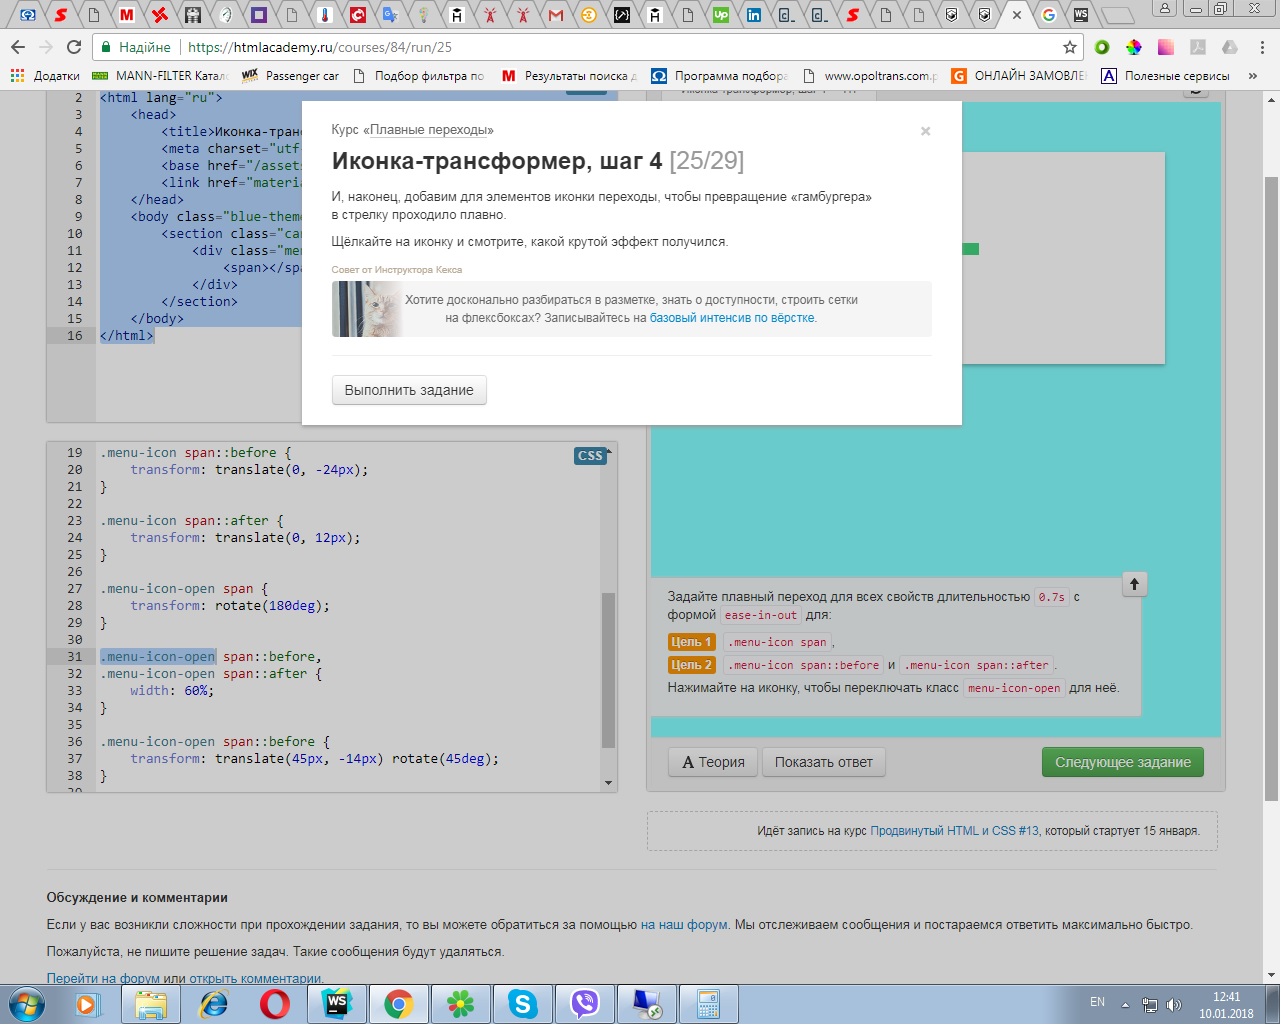 Надійне
https://htmlacademy.ru/courses/84/run/25
Додатки
MANN-FILTER Катал
Passenger car
Подбор фильтра по
Результаты поиска д
Программа подбора
www.opoltrans.com.p
ОНЛАЙН ЗАМОВЛЕ
Полезные сервисы
»
2 <html lang="ru">
3 <head>
4 <title>Иконка-тран
5 <meta charset="utf
6 <base href="/asset
7 <link href="materia
8 </head>
9 <body class="blue-them
10 <section class="car
11 <div class="men
12 <span></spa
13 </div>
14 </section>
15 </body>
16 </html>
Курс «Плавные переходы»
×
Иконка-трансформер, шаг 4 [25/29]
И, наконец, добавим для элементов иконки переходы, чтобы превращение «гамбургера»
в стрелку проходило плавно.
Щёлкайте на иконку и смотрите, какой крутой эффект получился.
Совет от Инструктора Кекса
Хотите досконально разбираться в разметке, знать о доступности, строить сетки
на флексбоксах? Записывайтесь на базовый интенсив по вёрстке.
Выполнить задание
CSS
19 .menu-icon span::before {
20 transform: translate(0, -24px);
21 }
22
23 .menu-icon span::after {
24 transform: translate(0, 12px);
25 }
26
27 .menu-icon-open span {
28 transform: rotate(180deg);
29 }
30
31 .menu-icon-open span::before,
32 .menu-icon-open span::after {
33 width: 60%;
34 }
35
36 .menu-icon-open span::before {
37 transform: translate(45px, -14px) rotate(45deg);
38 }
Задайте плавный переход для всех свойств длительностью 0.7s с
формой ease-in-out для:
Цель 1 .menu-icon span,
Цель 2 .menu-icon span::before и .menu-icon span::after.
Нажимайте на иконку, чтобы переключать класс menu-icon-open для неё.
A Теория
Показать ответ
Следующее задание
Идёт запись на курс Продвинутый HTML и CSS #13, который стартует 15 января.
Обсуждение и комментарии
Если у вас возникли сложности при прохождении задания, то вы можете обратиться за помощью на наш форум. Мы отслеживаем сообщения и постараемся ответить максимально быстро.
Пожалуйста, не пишите решение задач. Такие сообщения будут удаляться.
Перейти на форум или открыть комментарии.
EN
12:41
10.01.2018